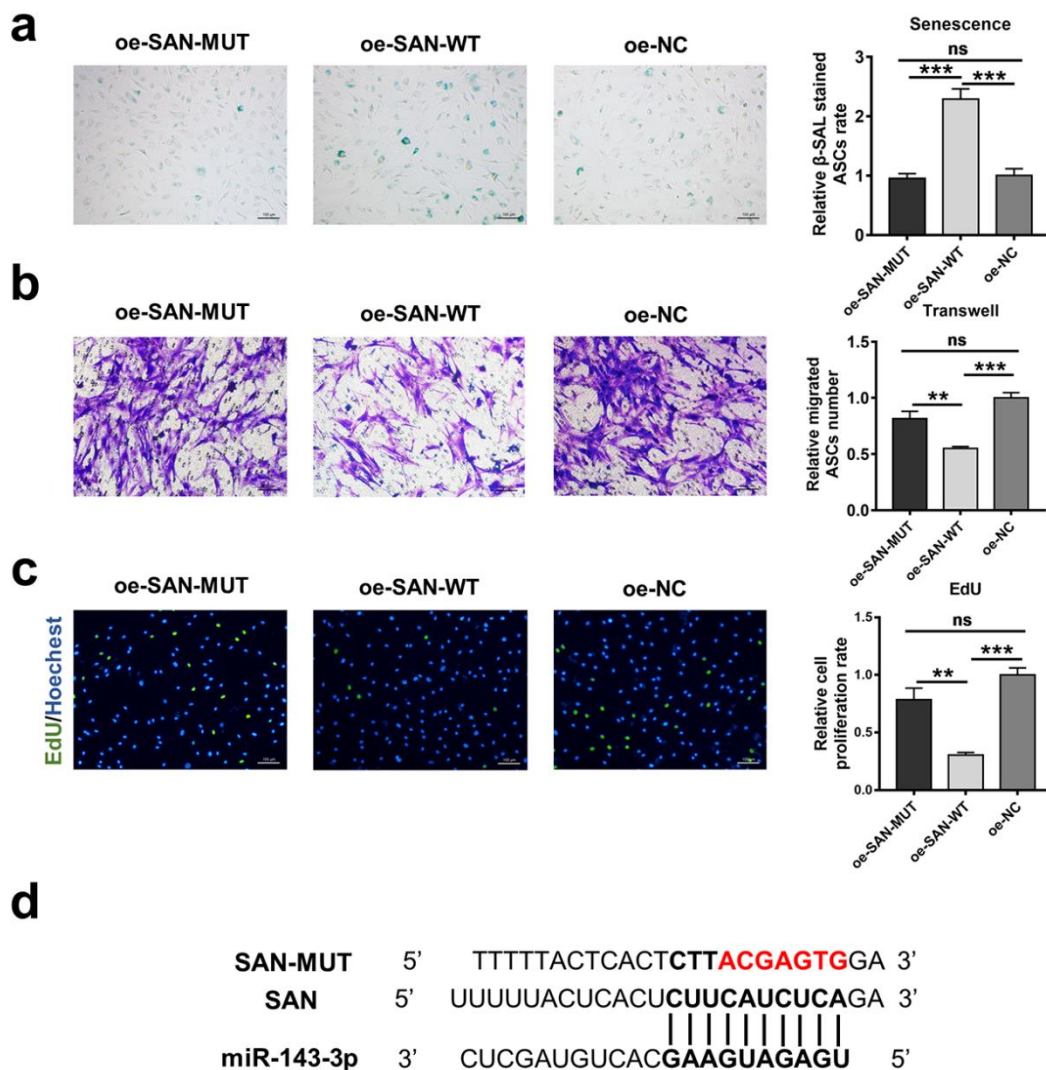 a
oe-SAN-MUT
oe-SAN-WT
oe-NC
Senescence
Relative β-SAL stained
ASCs rate
3
2
1
0
ns
***
***
oe-SAN-MUT
oe-SAN-WT
oe-NC
b
oe-SAN-MUT
oe-SAN-WT
oe-NC
Transwell
Relative migrated
ASCs number
1.5
1.0
0.5
0.0
ns
**
***
oe-SAN-MUT
oe-SAN-WT
oe-NC
c
oe-SAN-MUT
oe-SAN-WT
oe-NC
EdU/Hoechest
EdU
Relative cell
proliferation rate
1.5
1.0
0.5
0.0
ns
**
***
oe-SAN-MUT
oe-SAN-WT
oe-NC
d
SAN-MUT 5’ TTTTTACTCACTCTTACGAGTGGA 3’
SAN 5’ UUUUUACUCACUCUUCAUCUCAGA 3’
miR-143-3p 3’ CUCGAUGUCACGAAGUAGAGU 5’